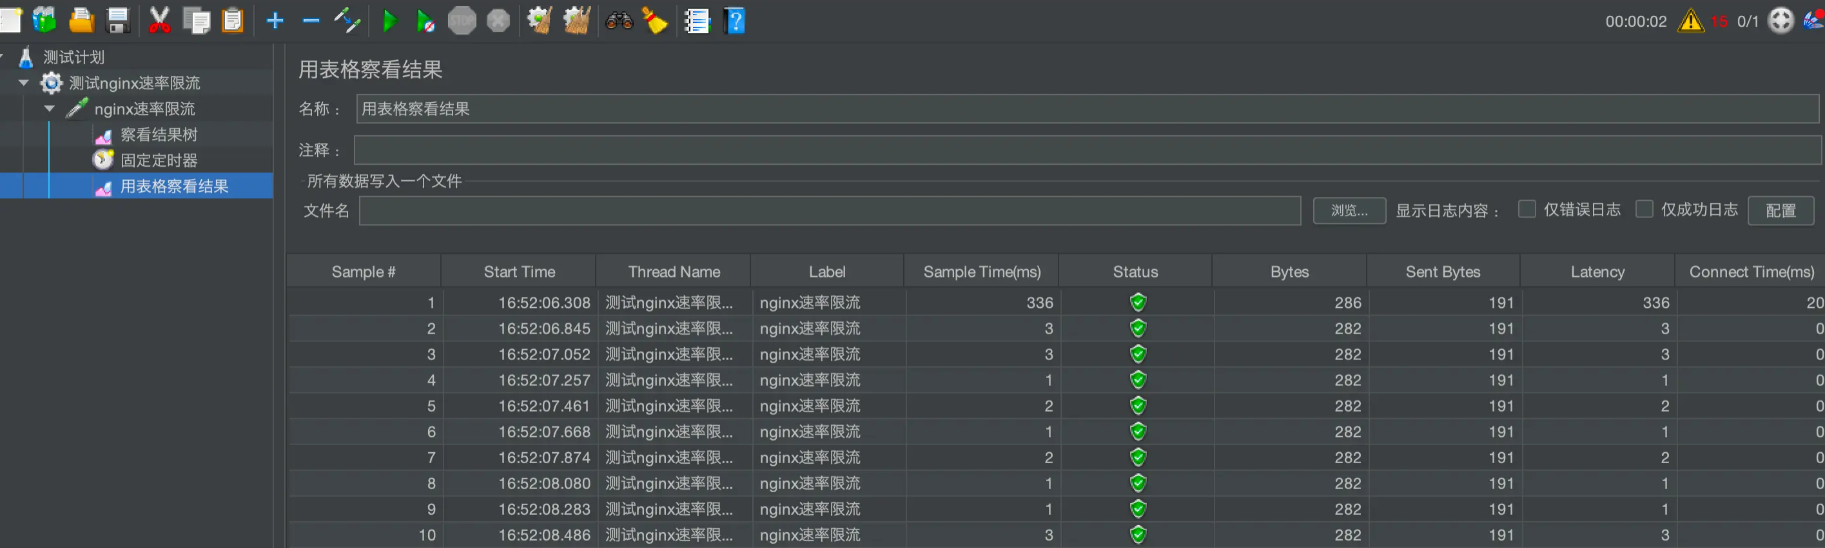 STOP
?
00:00:02 15 0/1
测试计划
测试nginx速率限流
nginx速率限流
察看结果树
固定定时器
用表格察看结果
用表格察看结果
名称： 用表格察看结果
注释：
所有数据写入一个文件
文件名 浏览... 显示日志内容： 仅错误日志 仅成功日志 配置
Sample # Start Time Thread Name Label Sample Time(ms) Status Bytes Sent Bytes Latency Connect Time(ms)
1 16:52:06.308 测试nginx速率限... nginx速率限流 336 286 191 336 20
2 16:52:06.845 测试nginx速率限... nginx速率限流 3 282 191 3 0
3 16:52:07.052 测试nginx速率限... nginx速率限流 3 282 191 3 0
4 16:52:07.257 测试nginx速率限... nginx速率限流 1 282 191 1 0
5 16:52:07.461 测试nginx速率限... nginx速率限流 2 282 191 2 0
6 16:52:07.668 测试nginx速率限... nginx速率限流 1 282 191 1 0
7 16:52:07.874 测试nginx速率限... nginx速率限流 2 282 191 2 0
8 16:52:08.080 测试nginx速率限... nginx速率限流 1 282 191 1 0
9 16:52:08.283 测试nginx速率限... nginx速率限流 1 282 191 1 0
10 16:52:08.486 测试nginx速率限... nginx速率限流 3 282 191 3 0